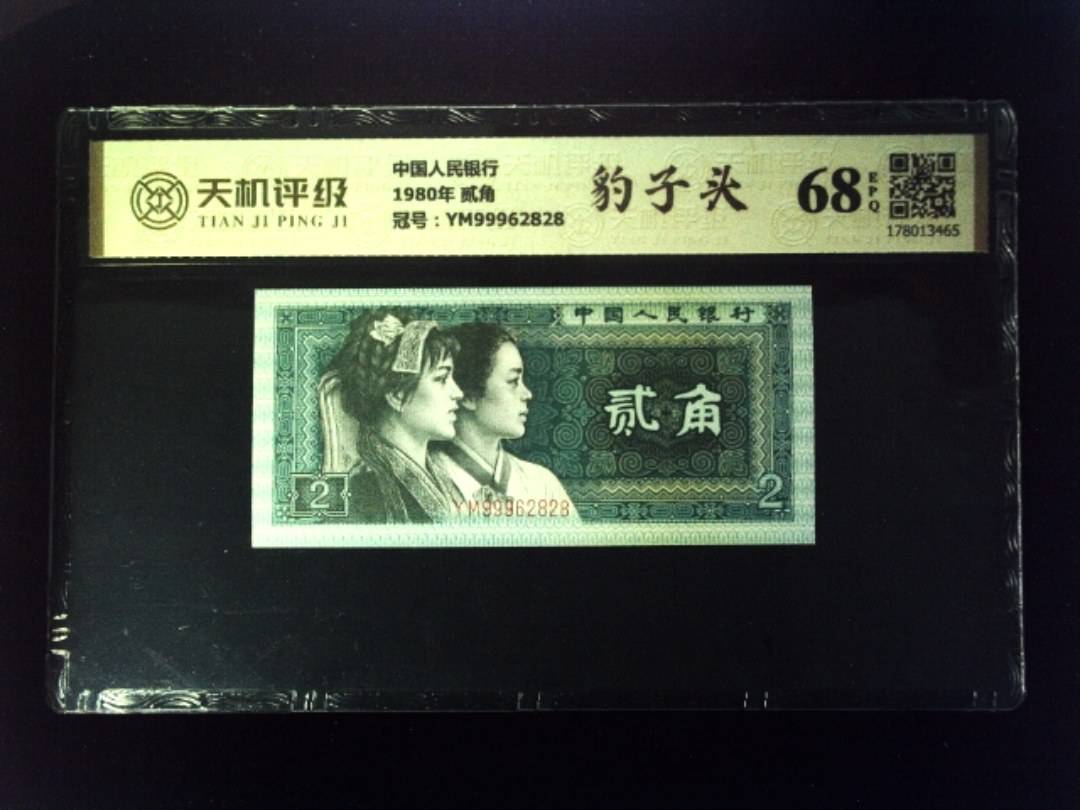 天机评级
TIAN JI PING JI
中国人民银行
1980年 贰角
冠号：YM99962828
豹子头
68
EPQ
178013465
中国人民银行
贰角
2
2
YM99962828